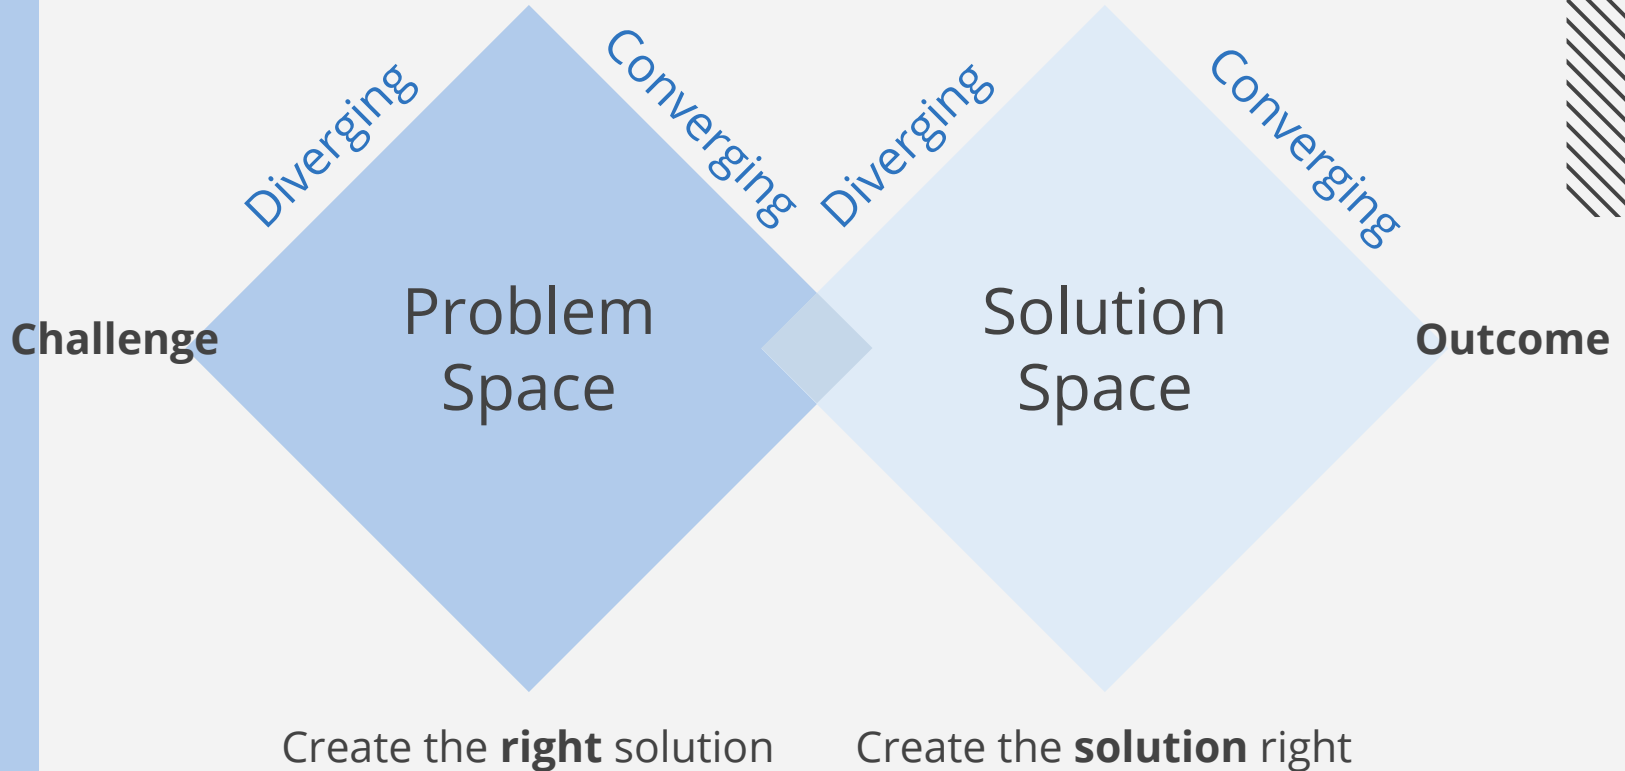 Diverging
Converging
Diverging
Converging
Challenge
Problem
Space
Solution
Space
Outcome
Create the right solution
Create the solution right